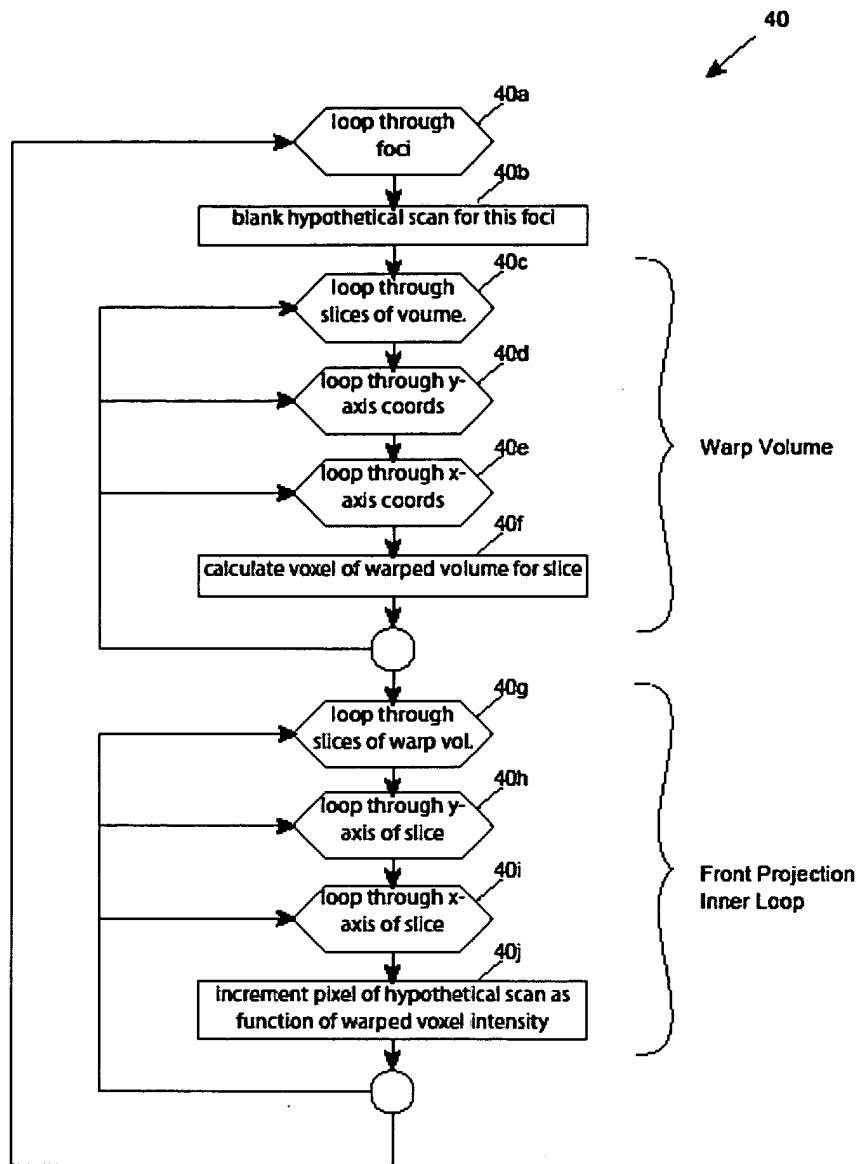 40
40a
loop through
foci
40b
blank hypothetical scan for this foci
40c
loop through
slices of voume.
40d
loop through y-
axis coords
40e
loop through x-
axis coords
40f
calculate voxel of warped volume for slice
Warp Volume
40g
loop through
slices of warp vol.
40h
loop through y-
axis of slice
40i
loop through x-
axis of slice
40j
increment pixel of hypothetical scan as
function of warped voxel intensity
Front Projection
Inner Loop